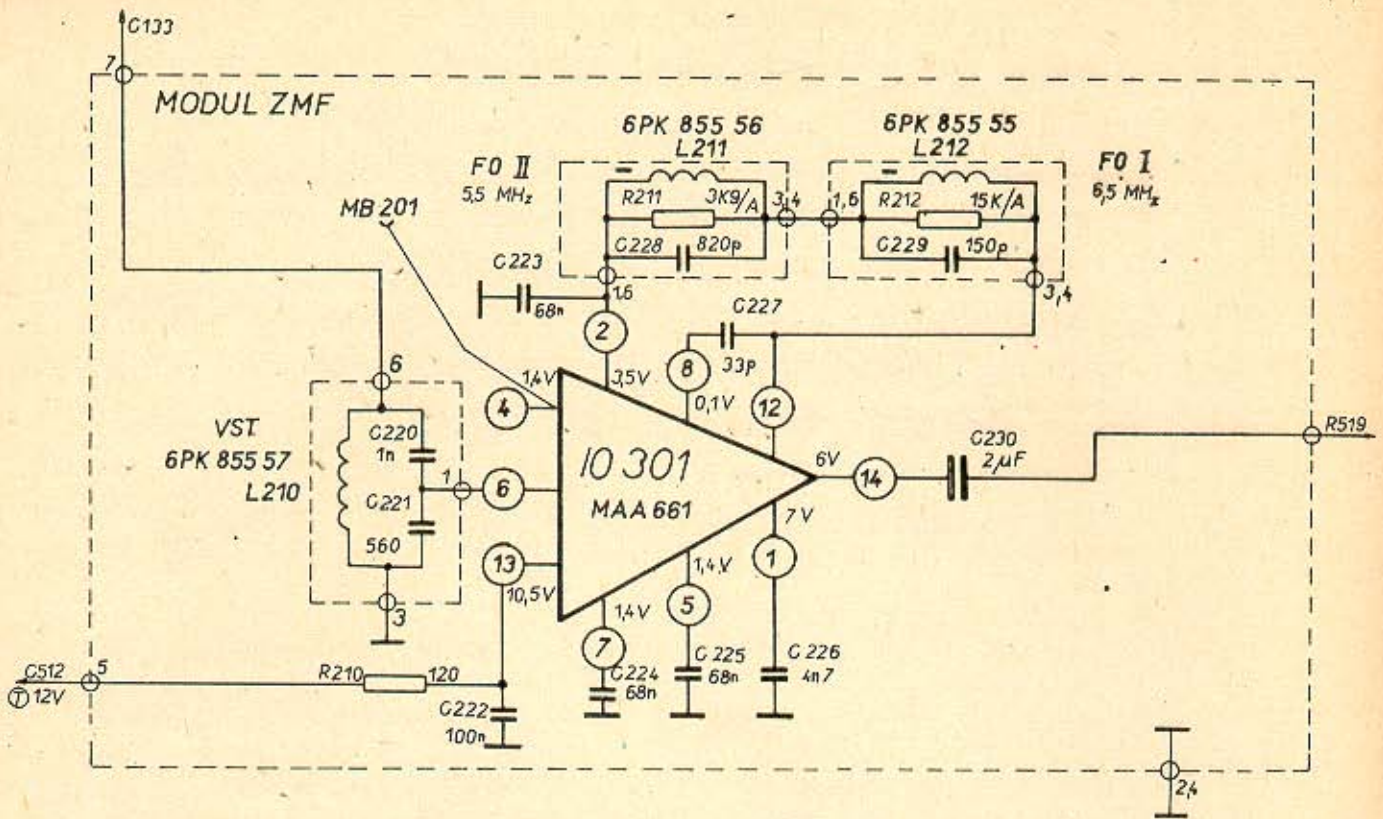 C133
7
MODUL ZMF
6PK 855 56
L211
6PK 855 55
L212
FO II
5,5 MHz
FO I
6,5 MHz
R211
3K9/A
3,4
1,6
R212
15K/A
C228
820p
C229
150p
MB 201
C223
68n
1,6
3,4
2
C227
33p
8
12
6
1,4V
3,5V
0,1V
4
VST
6PK 855 57
L210
C220
1n
1
6
C221
560
3
IO 301
MAA 661
6V
14
C230
2µF
R519
7V
13
10,5V
1,4V
1,4V
1
5
7
C512
5
T 12V
R210
120
C222
100n
C224
68n
C225
68n
C226
4n7
2,4